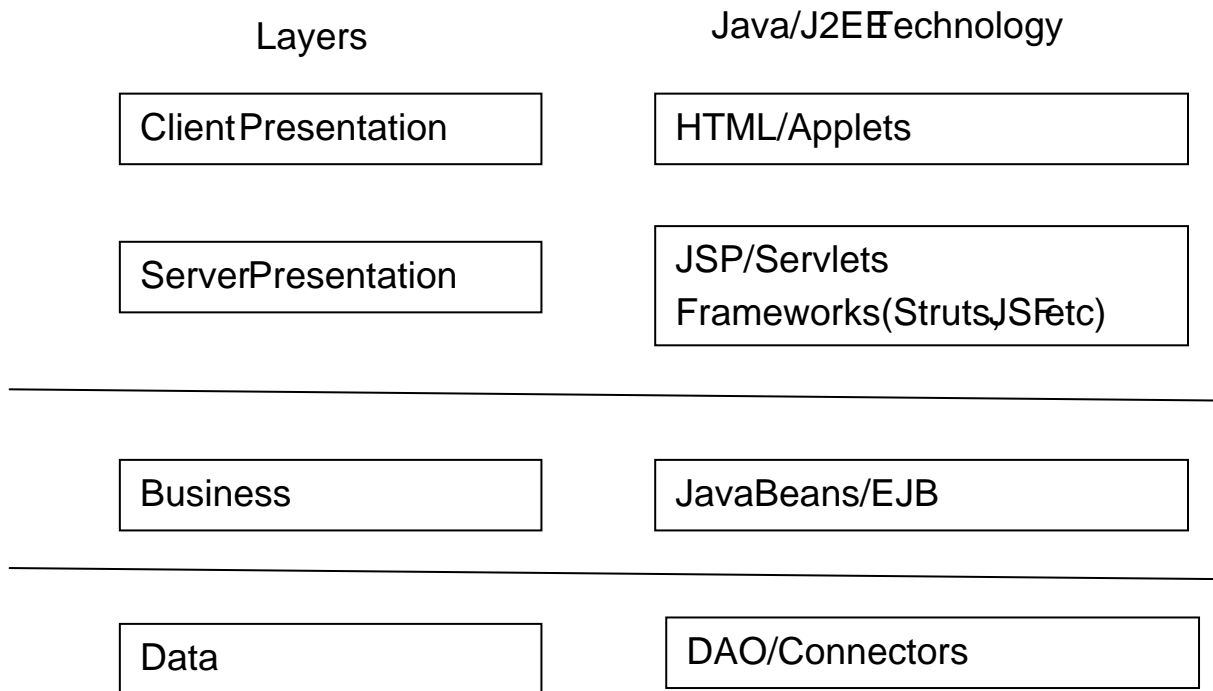 Layers
Java/J2EE Technology
Client Presentation
HTML/Applets
Server Presentation
JSP/Servlets
Frameworks(Struts,JSF etc)
Business
JavaBeans/EJB
Data
DAO/Connectors